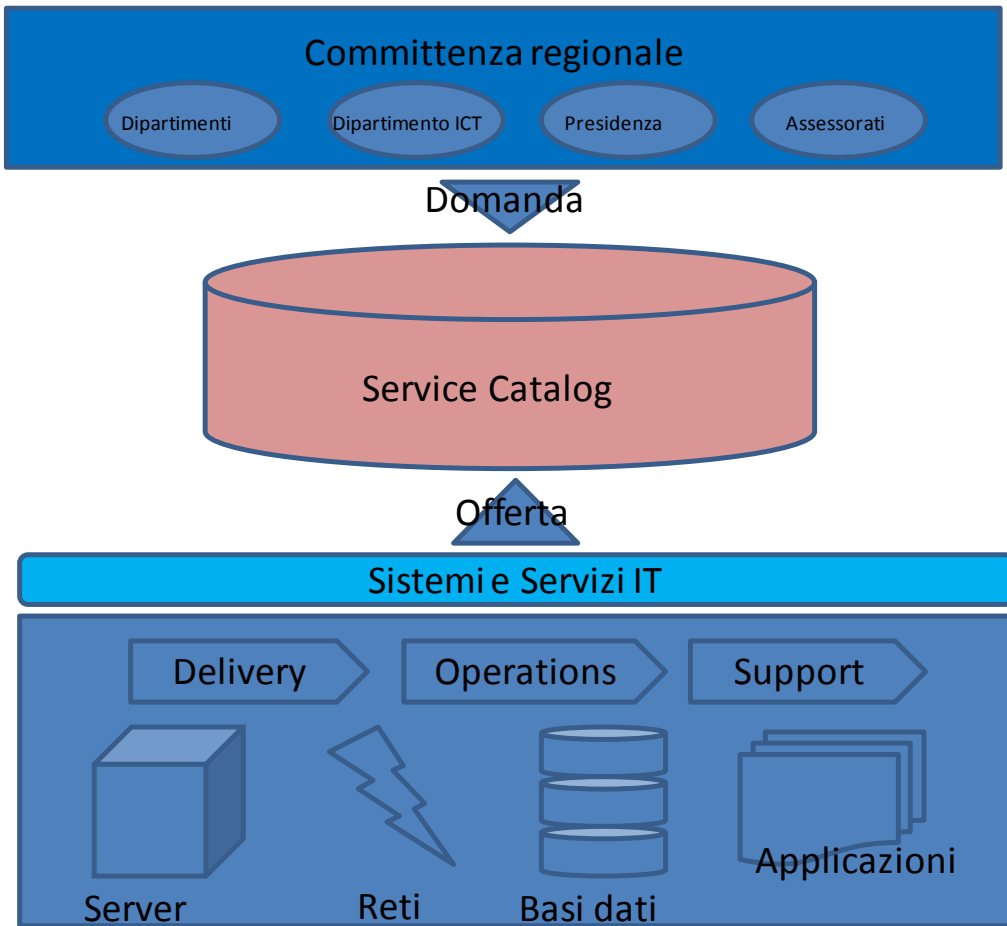 Committenza regionale
Dipartimenti
Dipartimento ICT
Presidenza
Assessorati
Domanda
Service Catalog
Offerta
Sistemi e Servizi IT
Delivery
Operations
Support
Server
Reti
Basi dati
Applicazioni